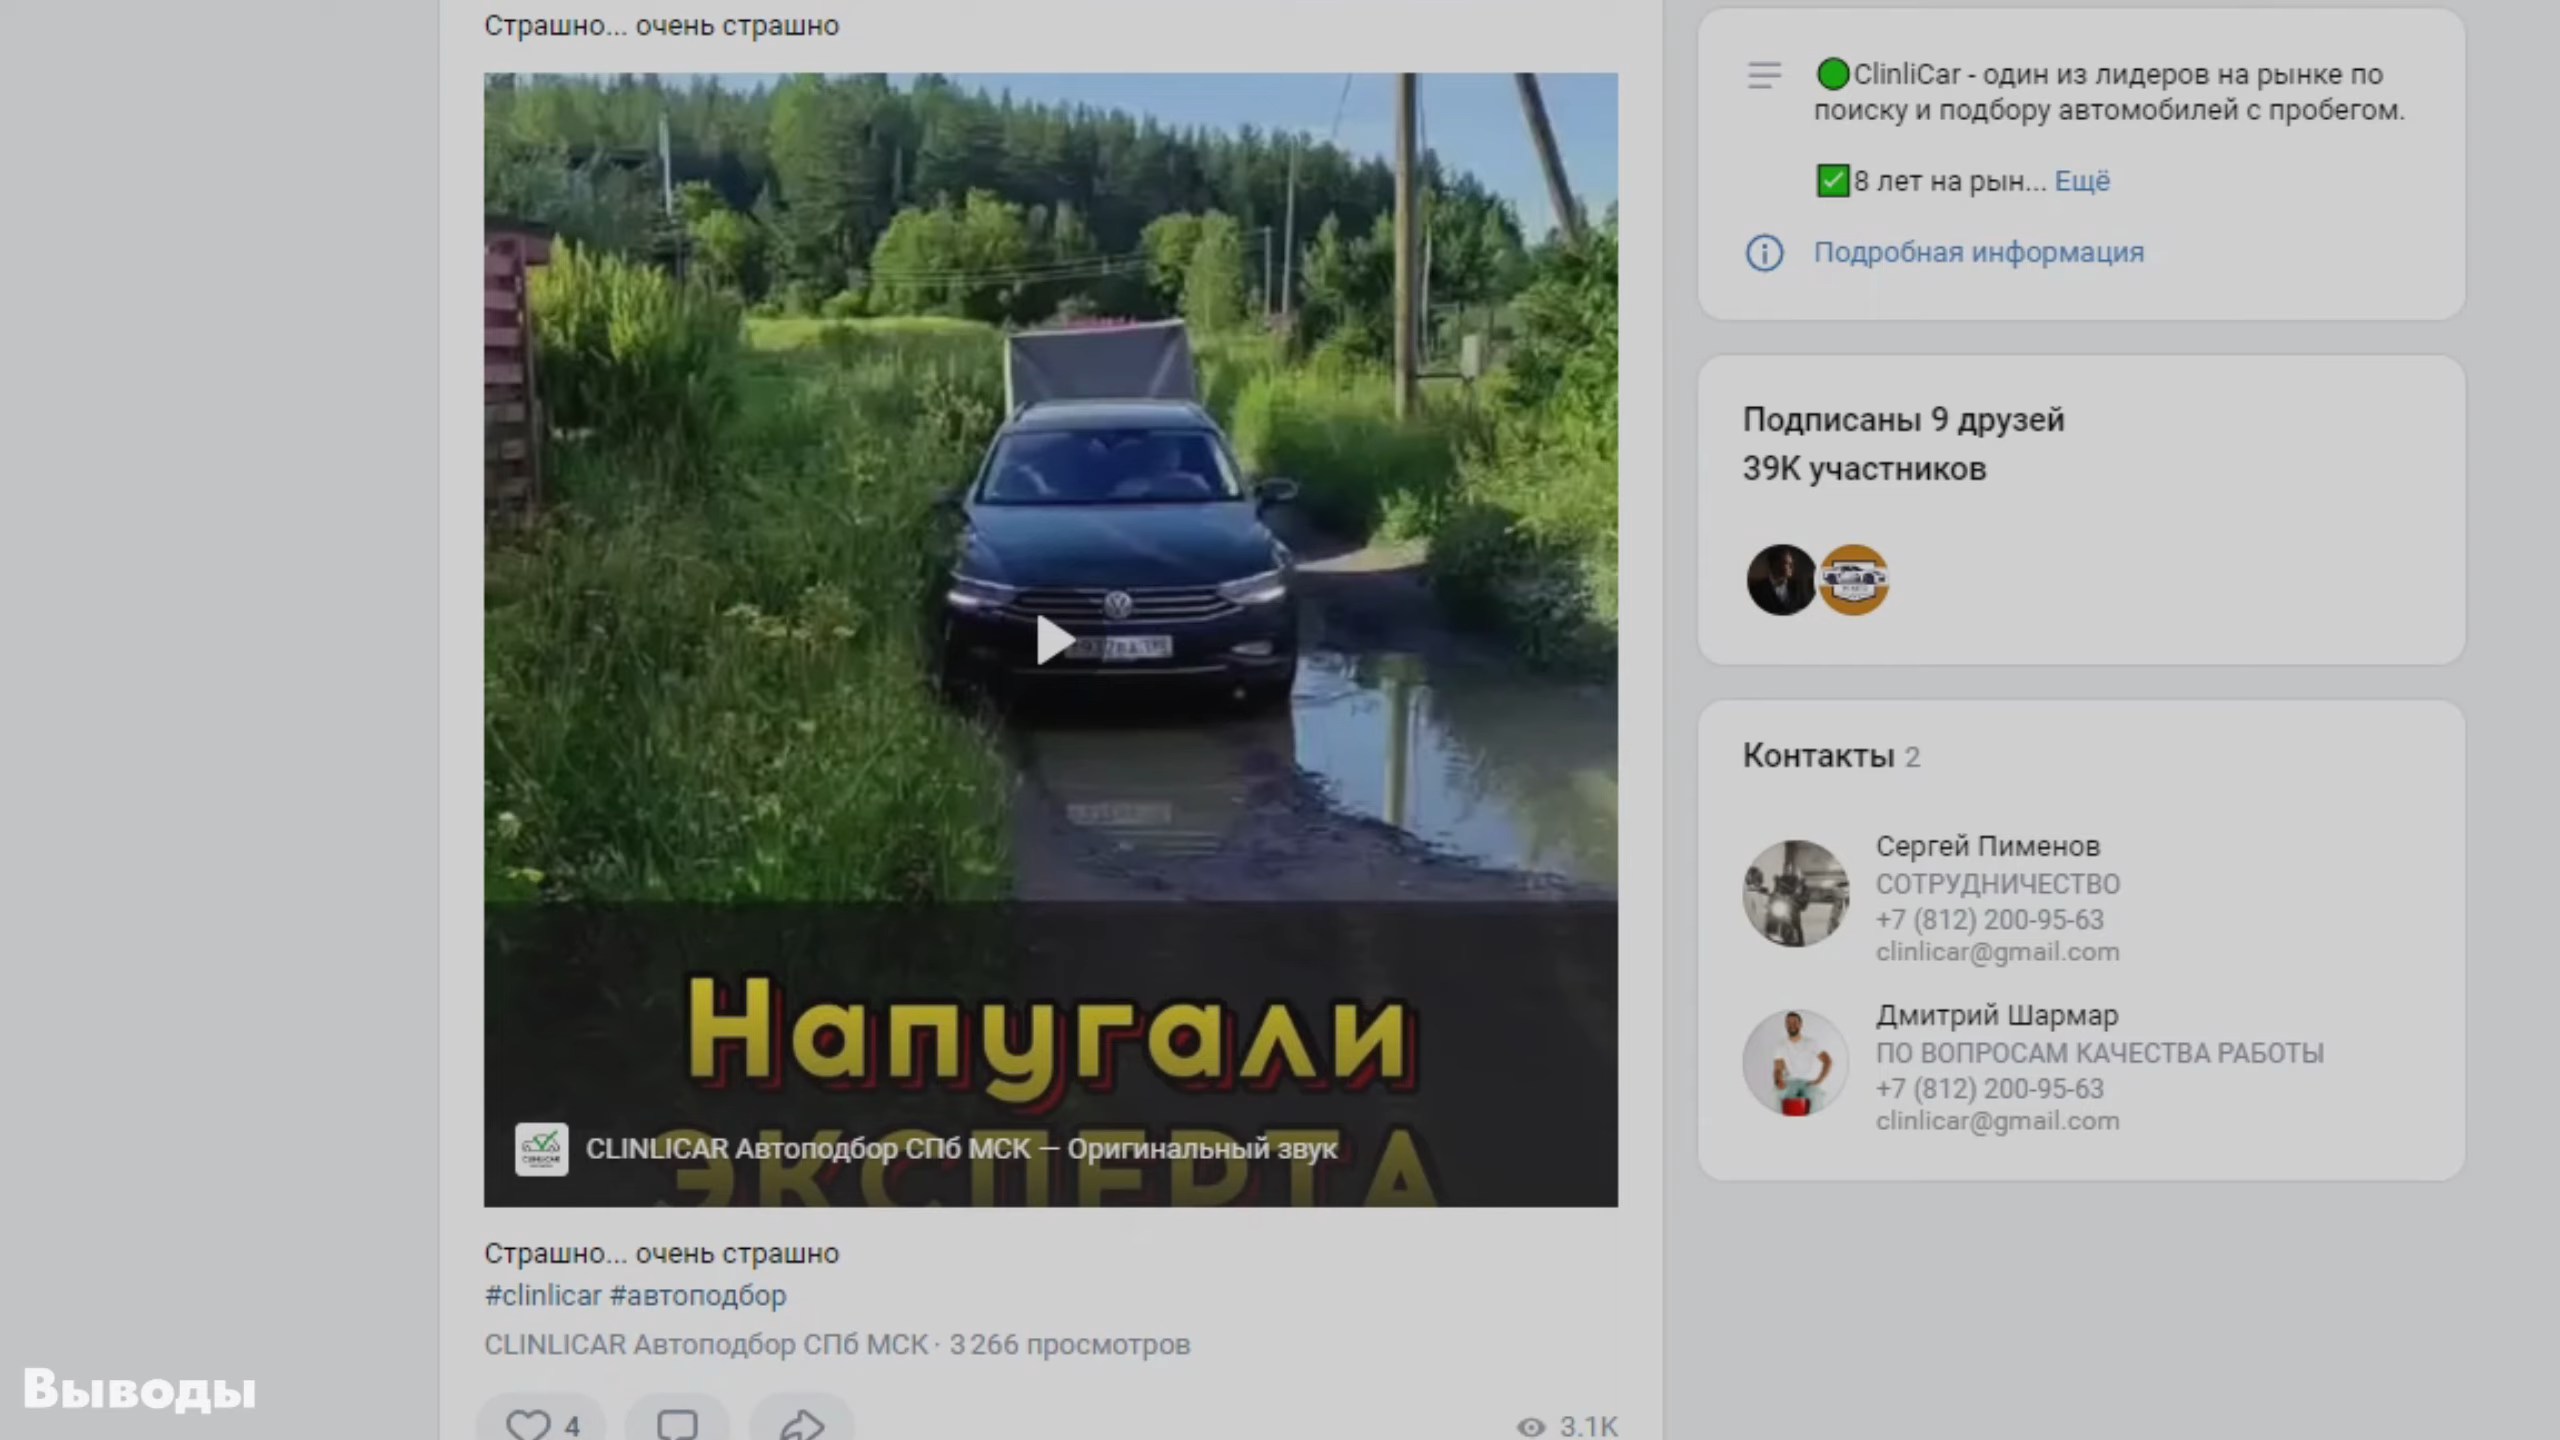 Страшно... очень страшно
Напугали
ЭКСПЕРТА
CLINLICAR Автоподбор СПб МСК — Оригинальный звук
Страшно... очень страшно
#clinlicar #автоподбор
CLINLICAR Автоподбор СПб МСК · 3 266 просмотров
4
3.1K
Выводы
ClinliCar - один из лидеров на рынке по
поиску и подбору автомобилей с пробегом.
8 лет на рын... Ещё
Подробная информация
Подписаны 9 друзей
39K участников
Контакты 2
Сергей Пименов
СОТРУДНИЧЕСТВО
+7 (812) 200-95-63
clinlicar@gmail.com
Дмитрий Шармар
ПО ВОПРОСАМ КАЧЕСТВА РАБОТЫ
+7 (812) 200-95-63
clinlicar@gmail.com